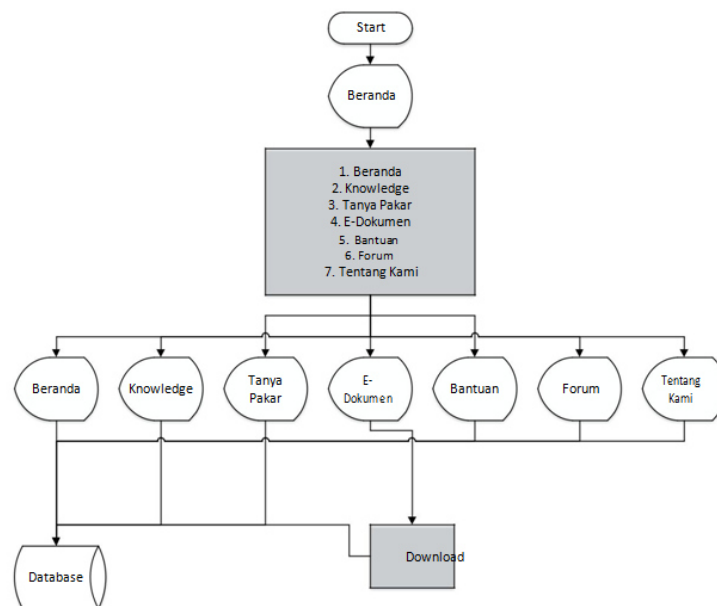 Start
Beranda
1. Beranda
2. Knowledge
3. Tanya Pakar
4. E-Dokumen
5. Bantuan
6. Forum
7. Tentang Kami
Beranda
Knowledge
Tanya
Pakar
E-
Dokumen
Bantuan
Forum
Tentang
Kami
Download
Database